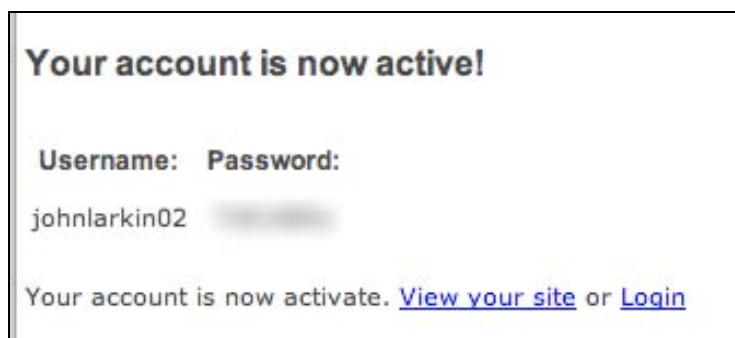 Your account is now active!
Username: Password:
johnlarkin02
Your account is now activate. View your site or Login